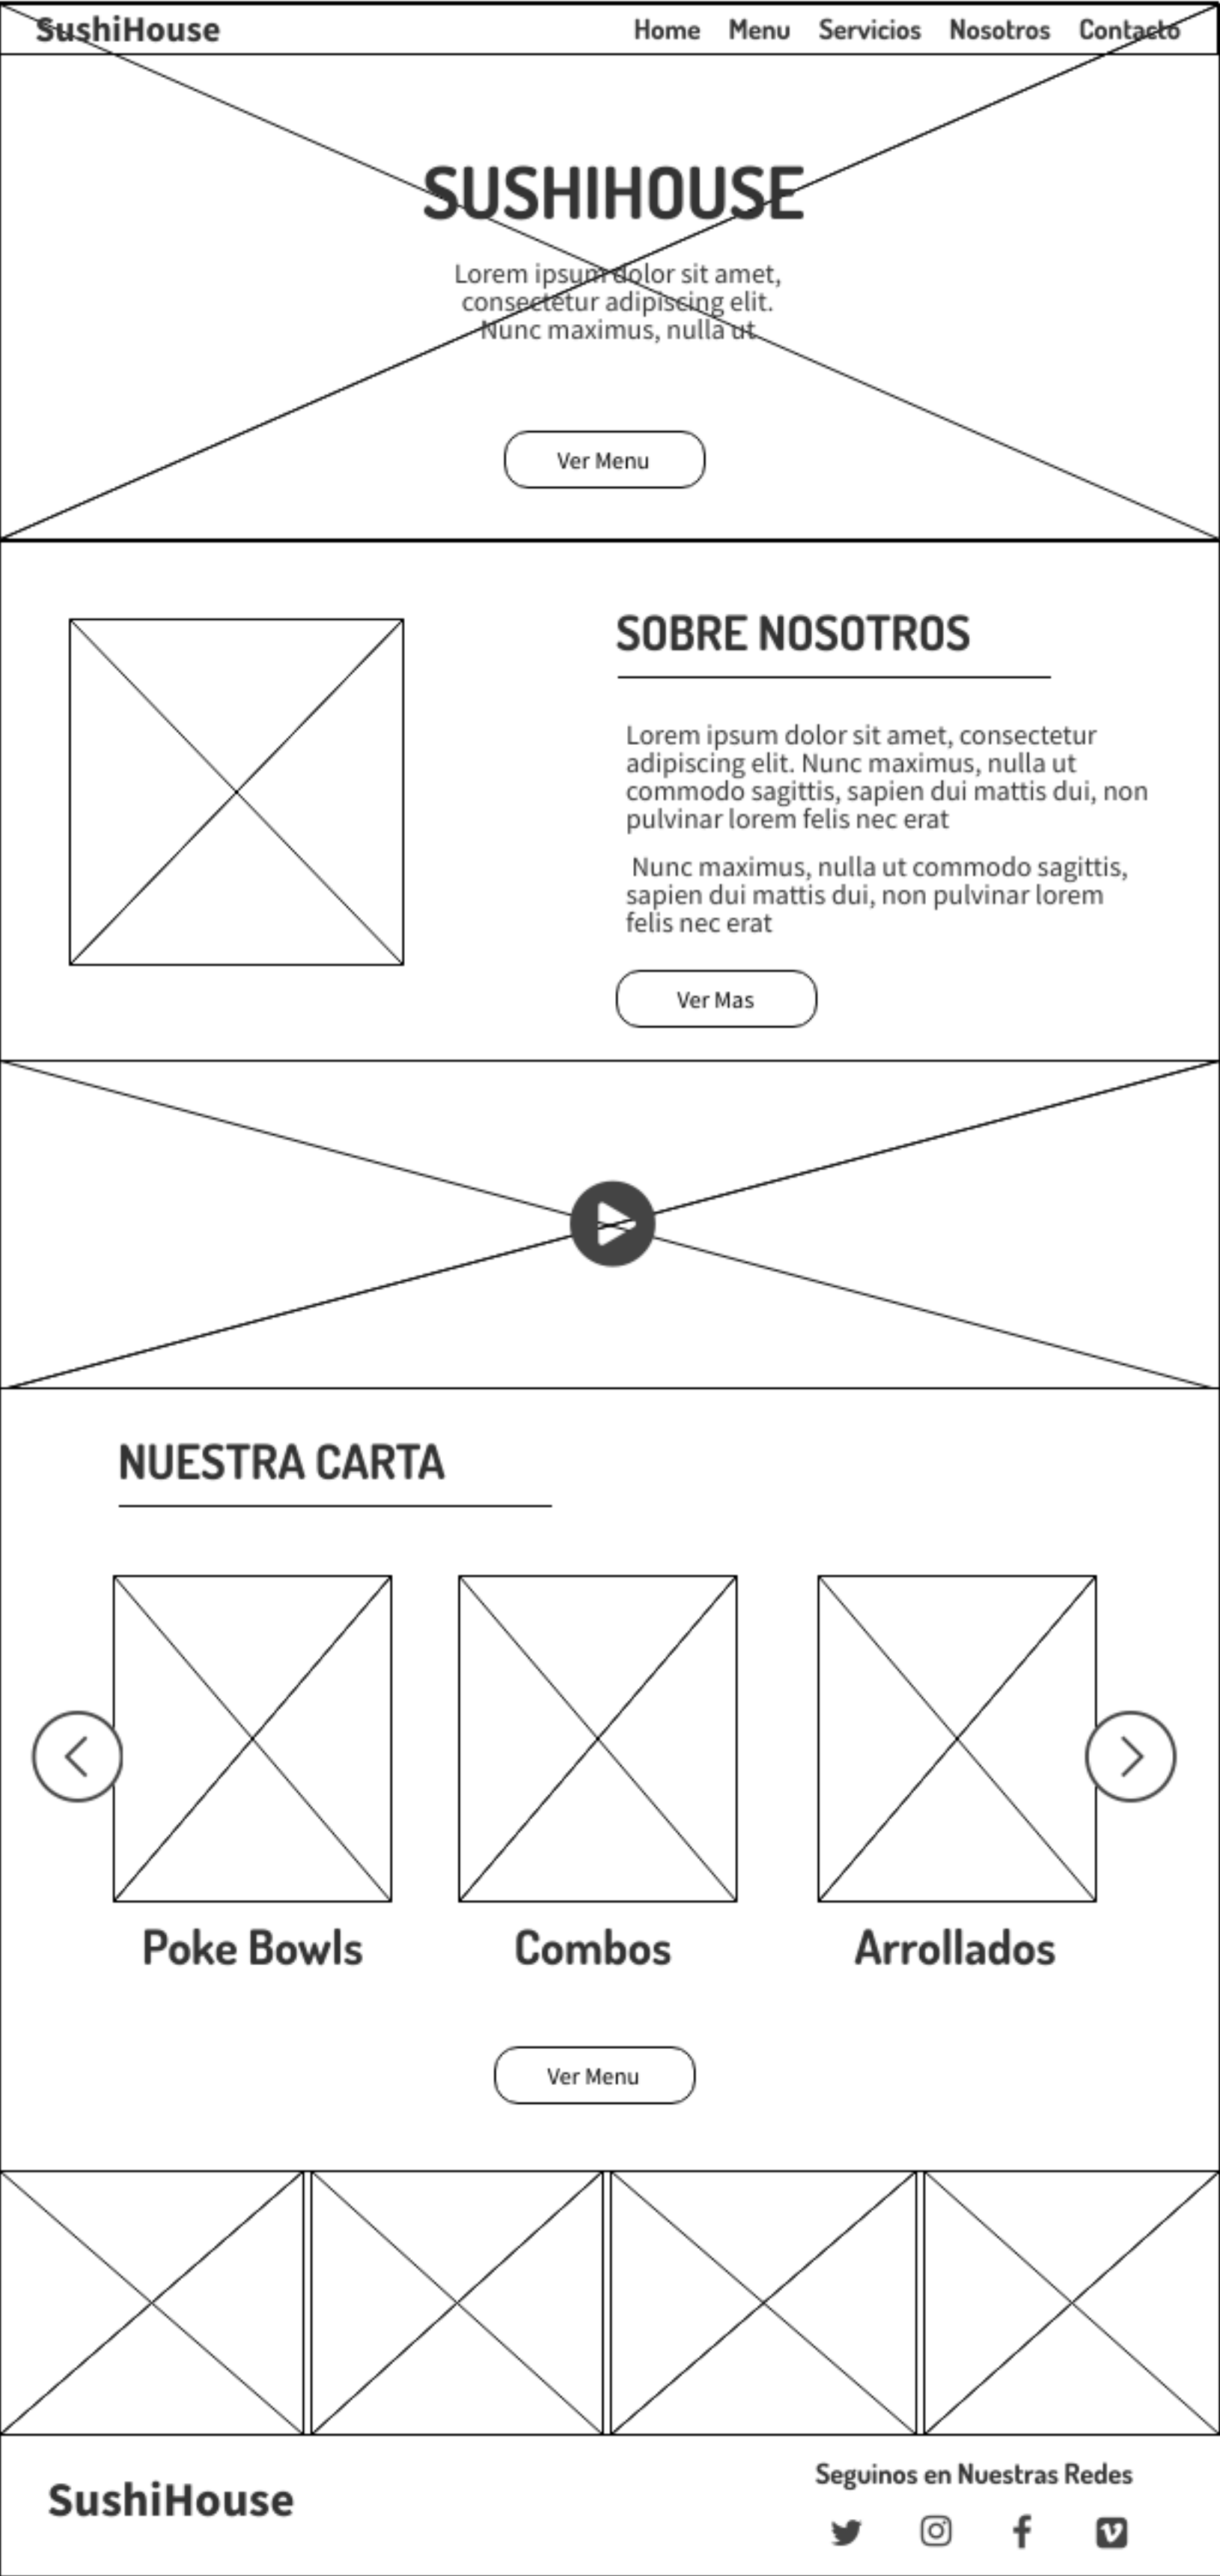 SushiHouse
Home Menu Servicios Nosotros Contacto
SUSHIHOUSE
Lorem ipsum dolor sit amet,
consectetur adipiscing elit.
Nunc maximus, nulla ut
Ver Menu
SOBRE NOSOTROS
Lorem ipsum dolor sit amet, consectetur
adipiscing elit. Nunc maximus, nulla ut
commodo sagittis, sapien dui mattis dui, non
pulvinar lorem felis nec erat
Nunc maximus, nulla ut commodo sagittis,
sapien dui mattis dui, non pulvinar lorem
felis nec erat
Ver Mas
NUESTRA CARTA
Poke Bowls
Combos
Arrollados
Ver Menu
SushiHouse
Seguinos en Nuestras Redes